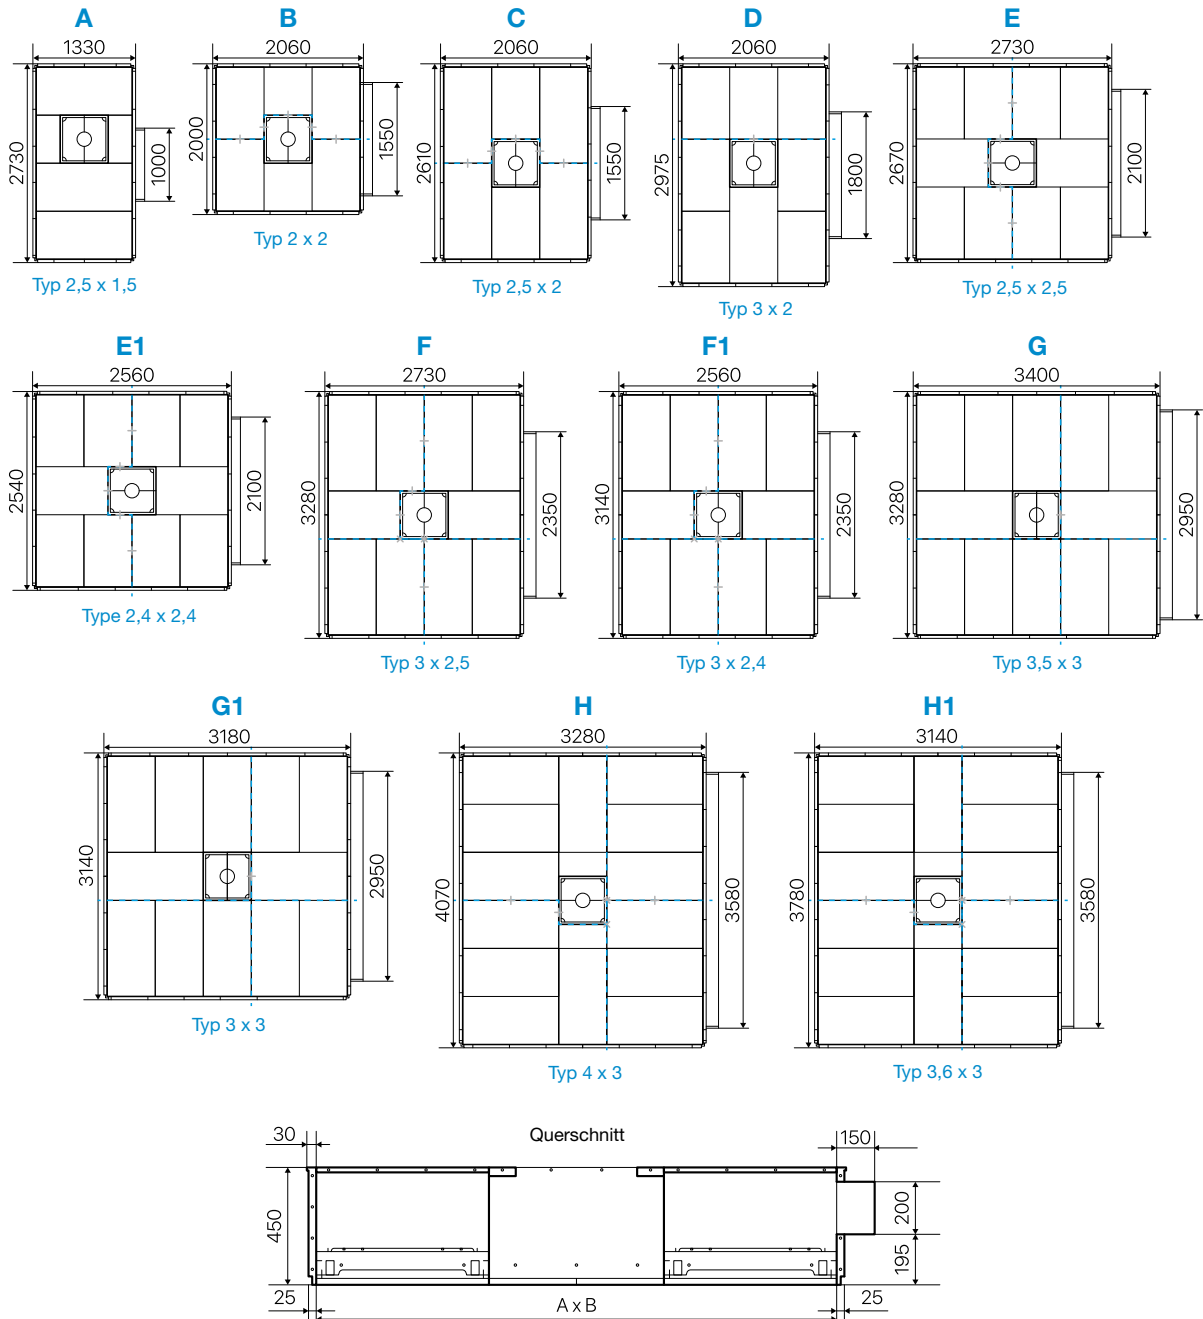 A
B
C
D
E
1330
2060
2060
2060
2730
2730
1000
2000
1550
2610
1550
2975
1800
2670
2100
Typ 2,5 x 1,5
Typ 2 x 2
Typ 2,5 x 2
Typ 3 x 2
Typ 2,5 x 2,5
E1
F
F1
G
2560
2730
2560
3400
2540
2100
3280
2350
3140
2350
3280
2950
Type 2,4 x 2,4
Typ 3 x 2,5
Typ 3 x 2,4
Typ 3,5 x 3
G1
H
H1
3180
3280
3140
3140
2950
4070
3580
3780
3580
Typ 3 x 3
Typ 4 x 3
Typ 3,6 x 3
Querschnitt
30
150
450
200
195
25
A x B
25